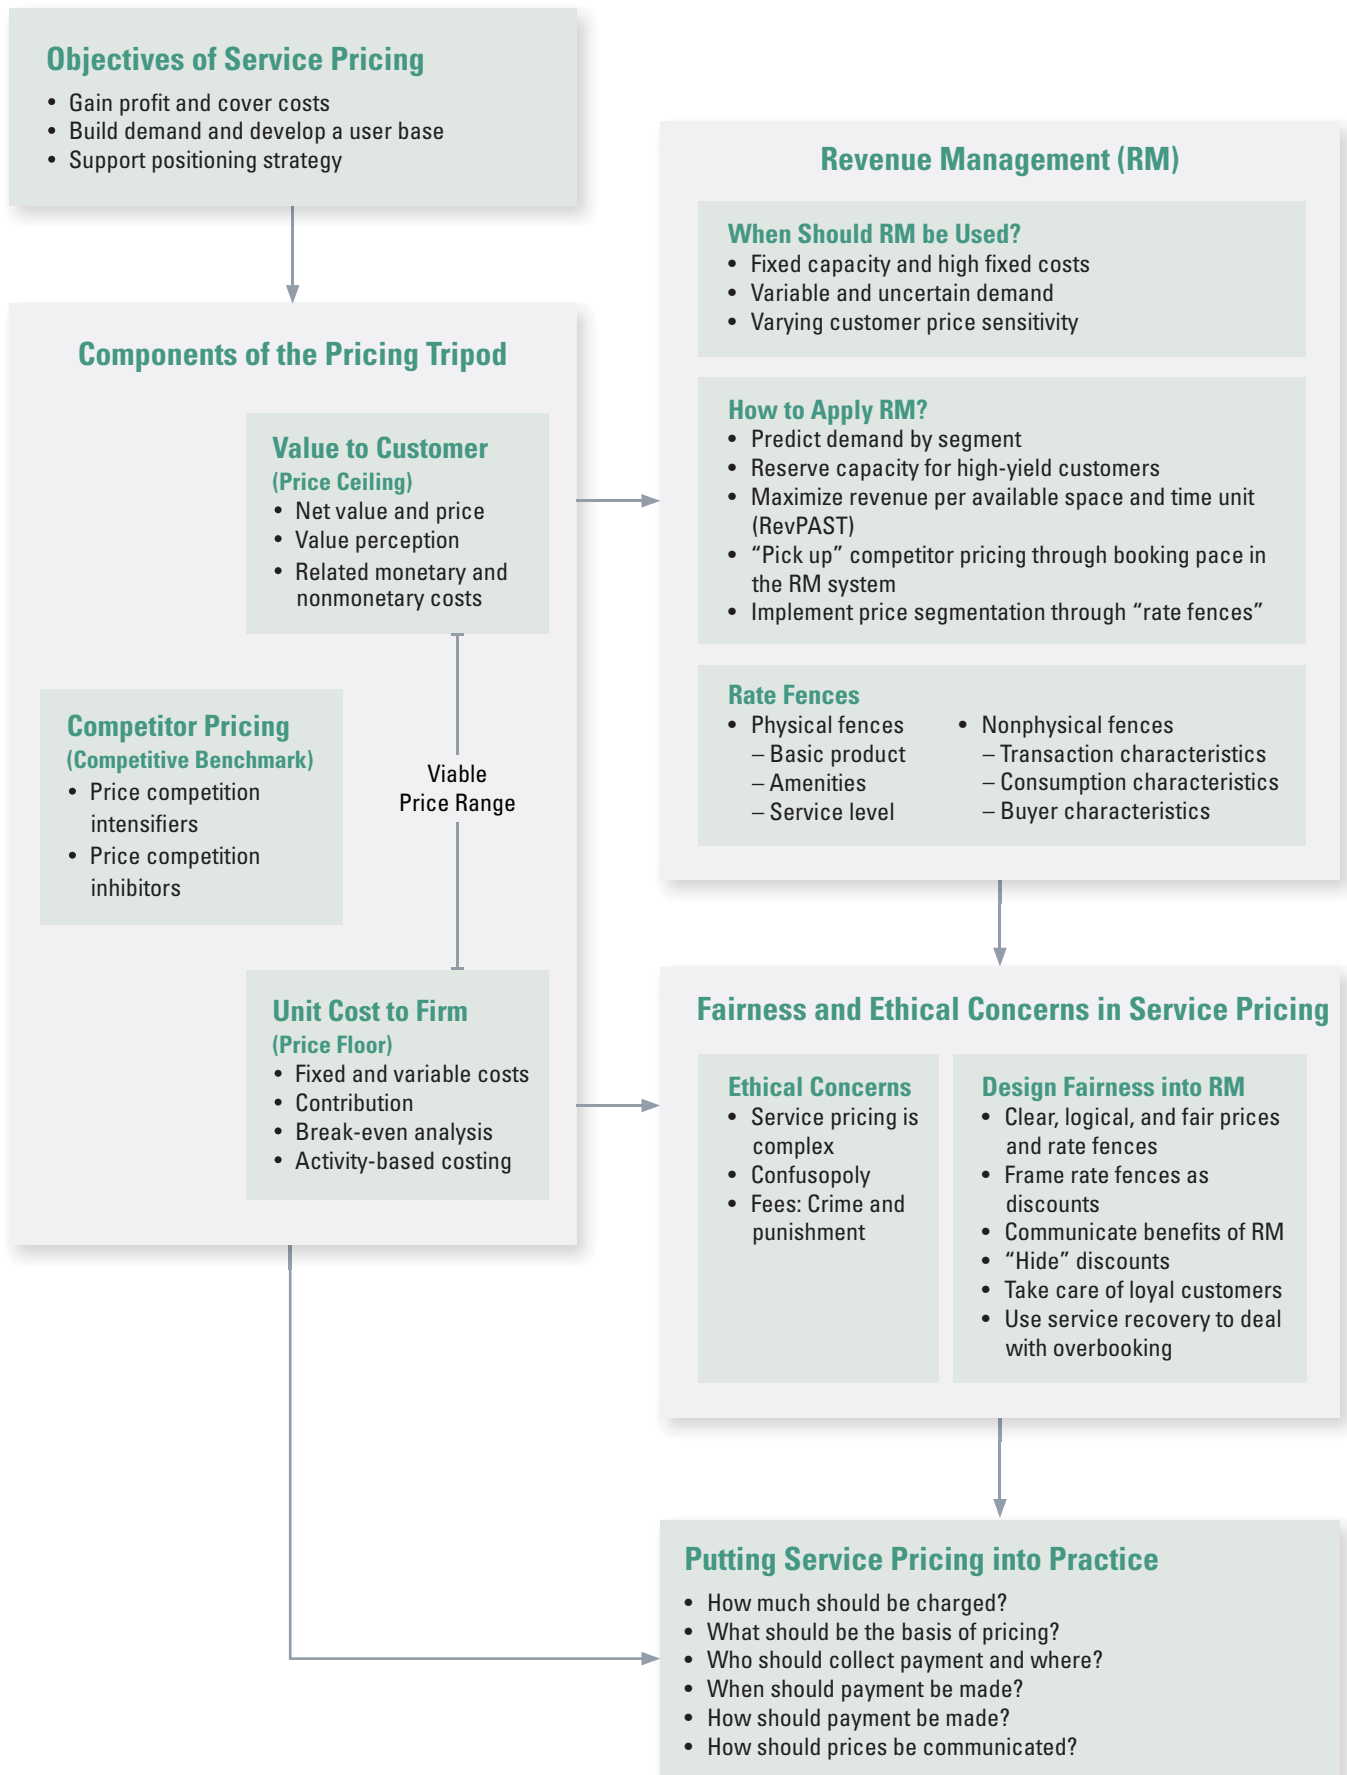 Objectives of Service Pricing
• Gain profit and cover costs
• Build demand and develop a user base
• Support positioning strategy
Components of the Pricing Tripod
Value to Customer
(Price Ceiling)
• Net value and price
• Value perception
• Related monetary and
nonmonetary costs
Competitor Pricing
(Competitive Benchmark)
• Price competition
intensifiers
• Price competition
inhibitors
Viable
Price Range
Unit Cost to Firm
(Price Floor)
• Fixed and variable costs
• Contribution
• Break-even analysis
• Activity-based costing
Revenue Management (RM)
When Should RM be Used?
• Fixed capacity and high fixed costs
• Variable and uncertain demand
• Varying customer price sensitivity
How to Apply RM?
• Predict demand by segment
• Reserve capacity for high-yield customers
• Maximize revenue per available space and time unit
(RevPAST)
• “Pick up” competitor pricing through booking pace in
the RM system
• Implement price segmentation through “rate fences”
Rate Fences
• Physical fences
– Basic product
– Amenities
– Service level
• Nonphysical fences
– Transaction characteristics
– Consumption characteristics
– Buyer characteristics
Fairness and Ethical Concerns in Service Pricing
Ethical Concerns
• Service pricing is
complex
• Confusopoly
• Fees: Crime and
punishment
Design Fairness into RM
• Clear, logical, and fair prices
and rate fences
• Frame rate fences as
discounts
• Communicate benefits of RM
• “Hide” discounts
• Take care of loyal customers
• Use service recovery to deal
with overbooking
Putting Service Pricing into Practice
• How much should be charged?
• What should be the basis of pricing?
• Who should collect payment and where?
• When should payment be made?
• How should payment be made?
• How should prices be communicated?